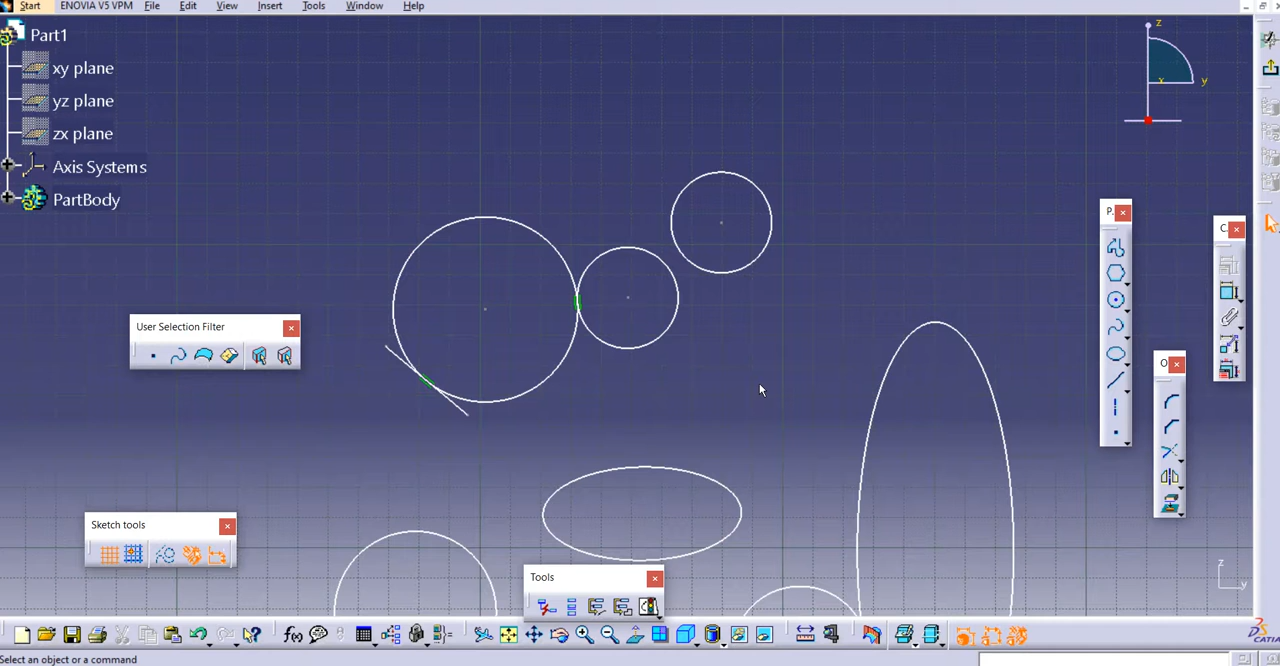 Start ENOVIA V5 VPM File Edit View Insert Tools Window Help
Part1
xy plane
yz plane
zx plane
Axis Systems
PartBody
z
x y
P.
C..
User Selection Filter
O
Sketch tools
Tools
z
y
f(x)
CATIA
Select an object or a command